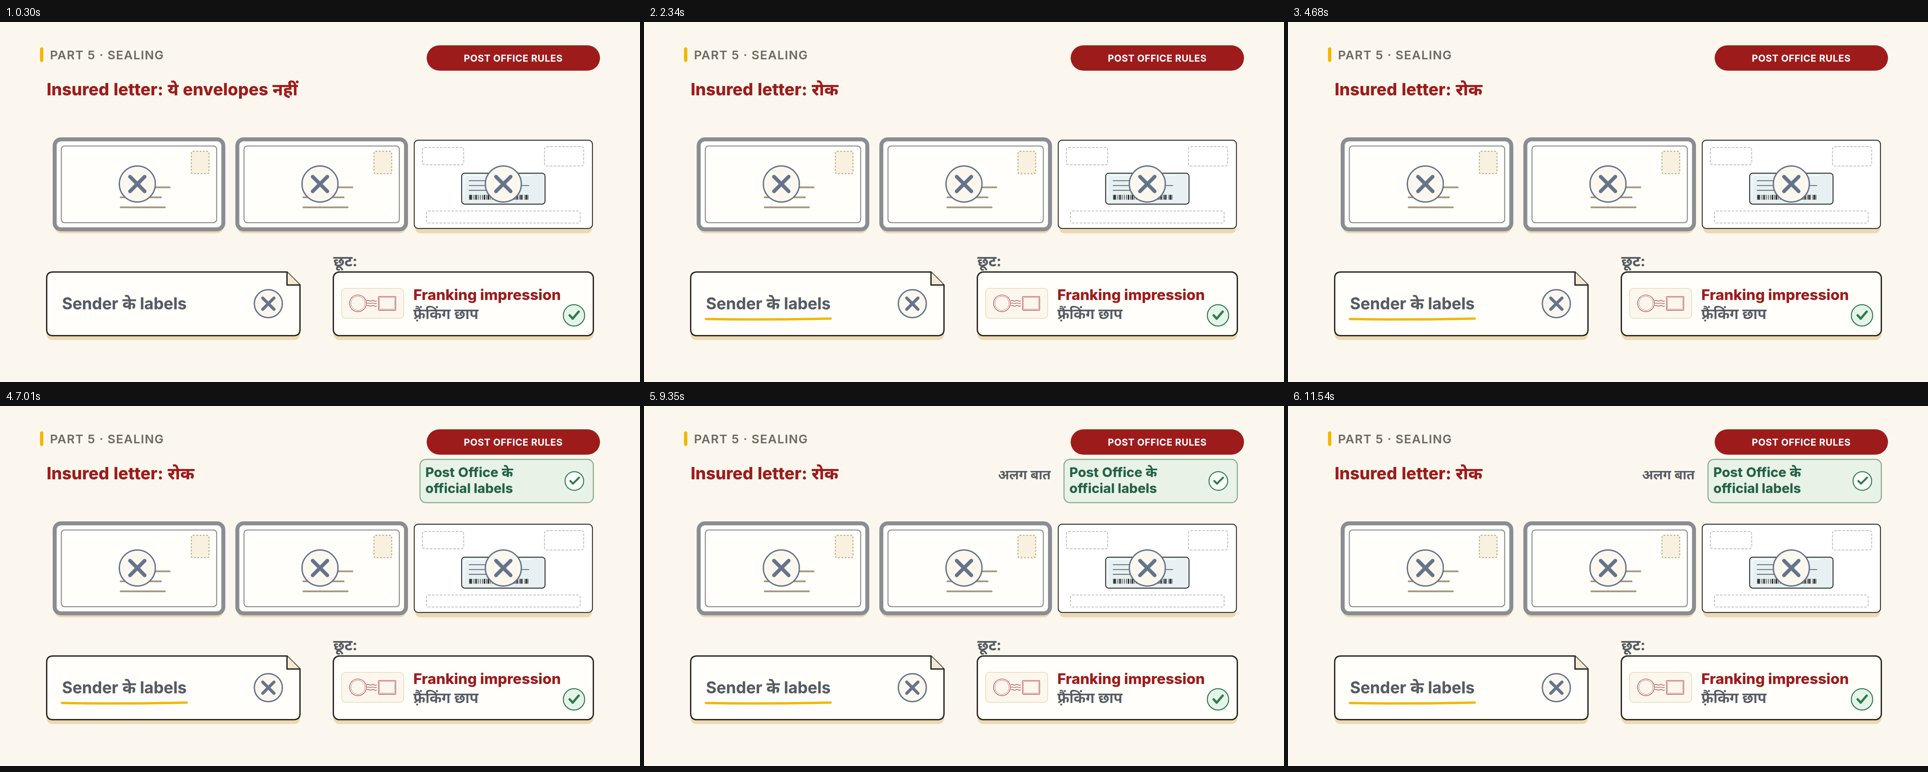 1. 0.30s
PART 5 · SEALING
POST OFFICE RULES
Insured letter: ये envelopes नहीं
छूट:
Sender के labels
Franking impression
फ़्रैंकिंग छाप
2. 2.34s
PART 5 · SEALING
POST OFFICE RULES
Insured letter: रोक
छूट:
Sender के labels
Franking impression
फ़्रैंकिंग छाप
3. 4.68s
PART 5 · SEALING
POST OFFICE RULES
Insured letter: रोक
छूट:
Sender के labels
Franking impression
फ़्रैंकिंग छाप
4. 7.01s
PART 5 · SEALING
POST OFFICE RULES
Insured letter: रोक
Post Office के
official labels
छूट:
Sender के labels
Franking impression
फ़्रैंकिंग छाप
5. 9.35s
PART 5 · SEALING
POST OFFICE RULES
Insured letter: रोक
अलग बात
Post Office के
official labels
छूट:
Sender के labels
Franking impression
फ़्रैंकिंग छाप
6. 11.54s
PART 5 · SEALING
POST OFFICE RULES
Insured letter: रोक
अलग बात
Post Office के
official labels
छूट:
Sender के labels
Franking impression
फ़्रैंकिंग छाप